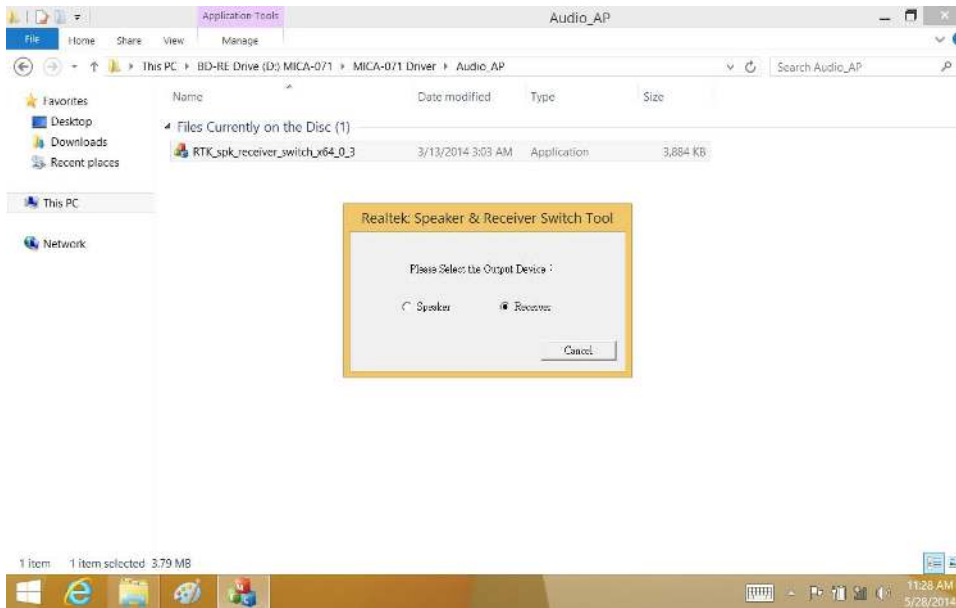 Application Tools
Audio_AP
File
Home
Share
View
Manage
This PC
BD-RE Drive (D:) MICA-071
MICA-071 Driver
Audio_AP
Search Audio_AP
Favorites
Desktop
Downloads
Recent places
This PC
Network
Name
Date modified
Type
Size
Files Currently on the Disc (1)
RTK_spk_receiver_switch_x64_0_3
3/13/2014 3:03 AM
Application
3,884 KB
Realtek: Speaker & Receiver Switch Tool
Please Select the Output Device :
Speaker
Receiver
Cancel
1 item
1 item selected 3.79 MB
11:28 AM
5/28/2014